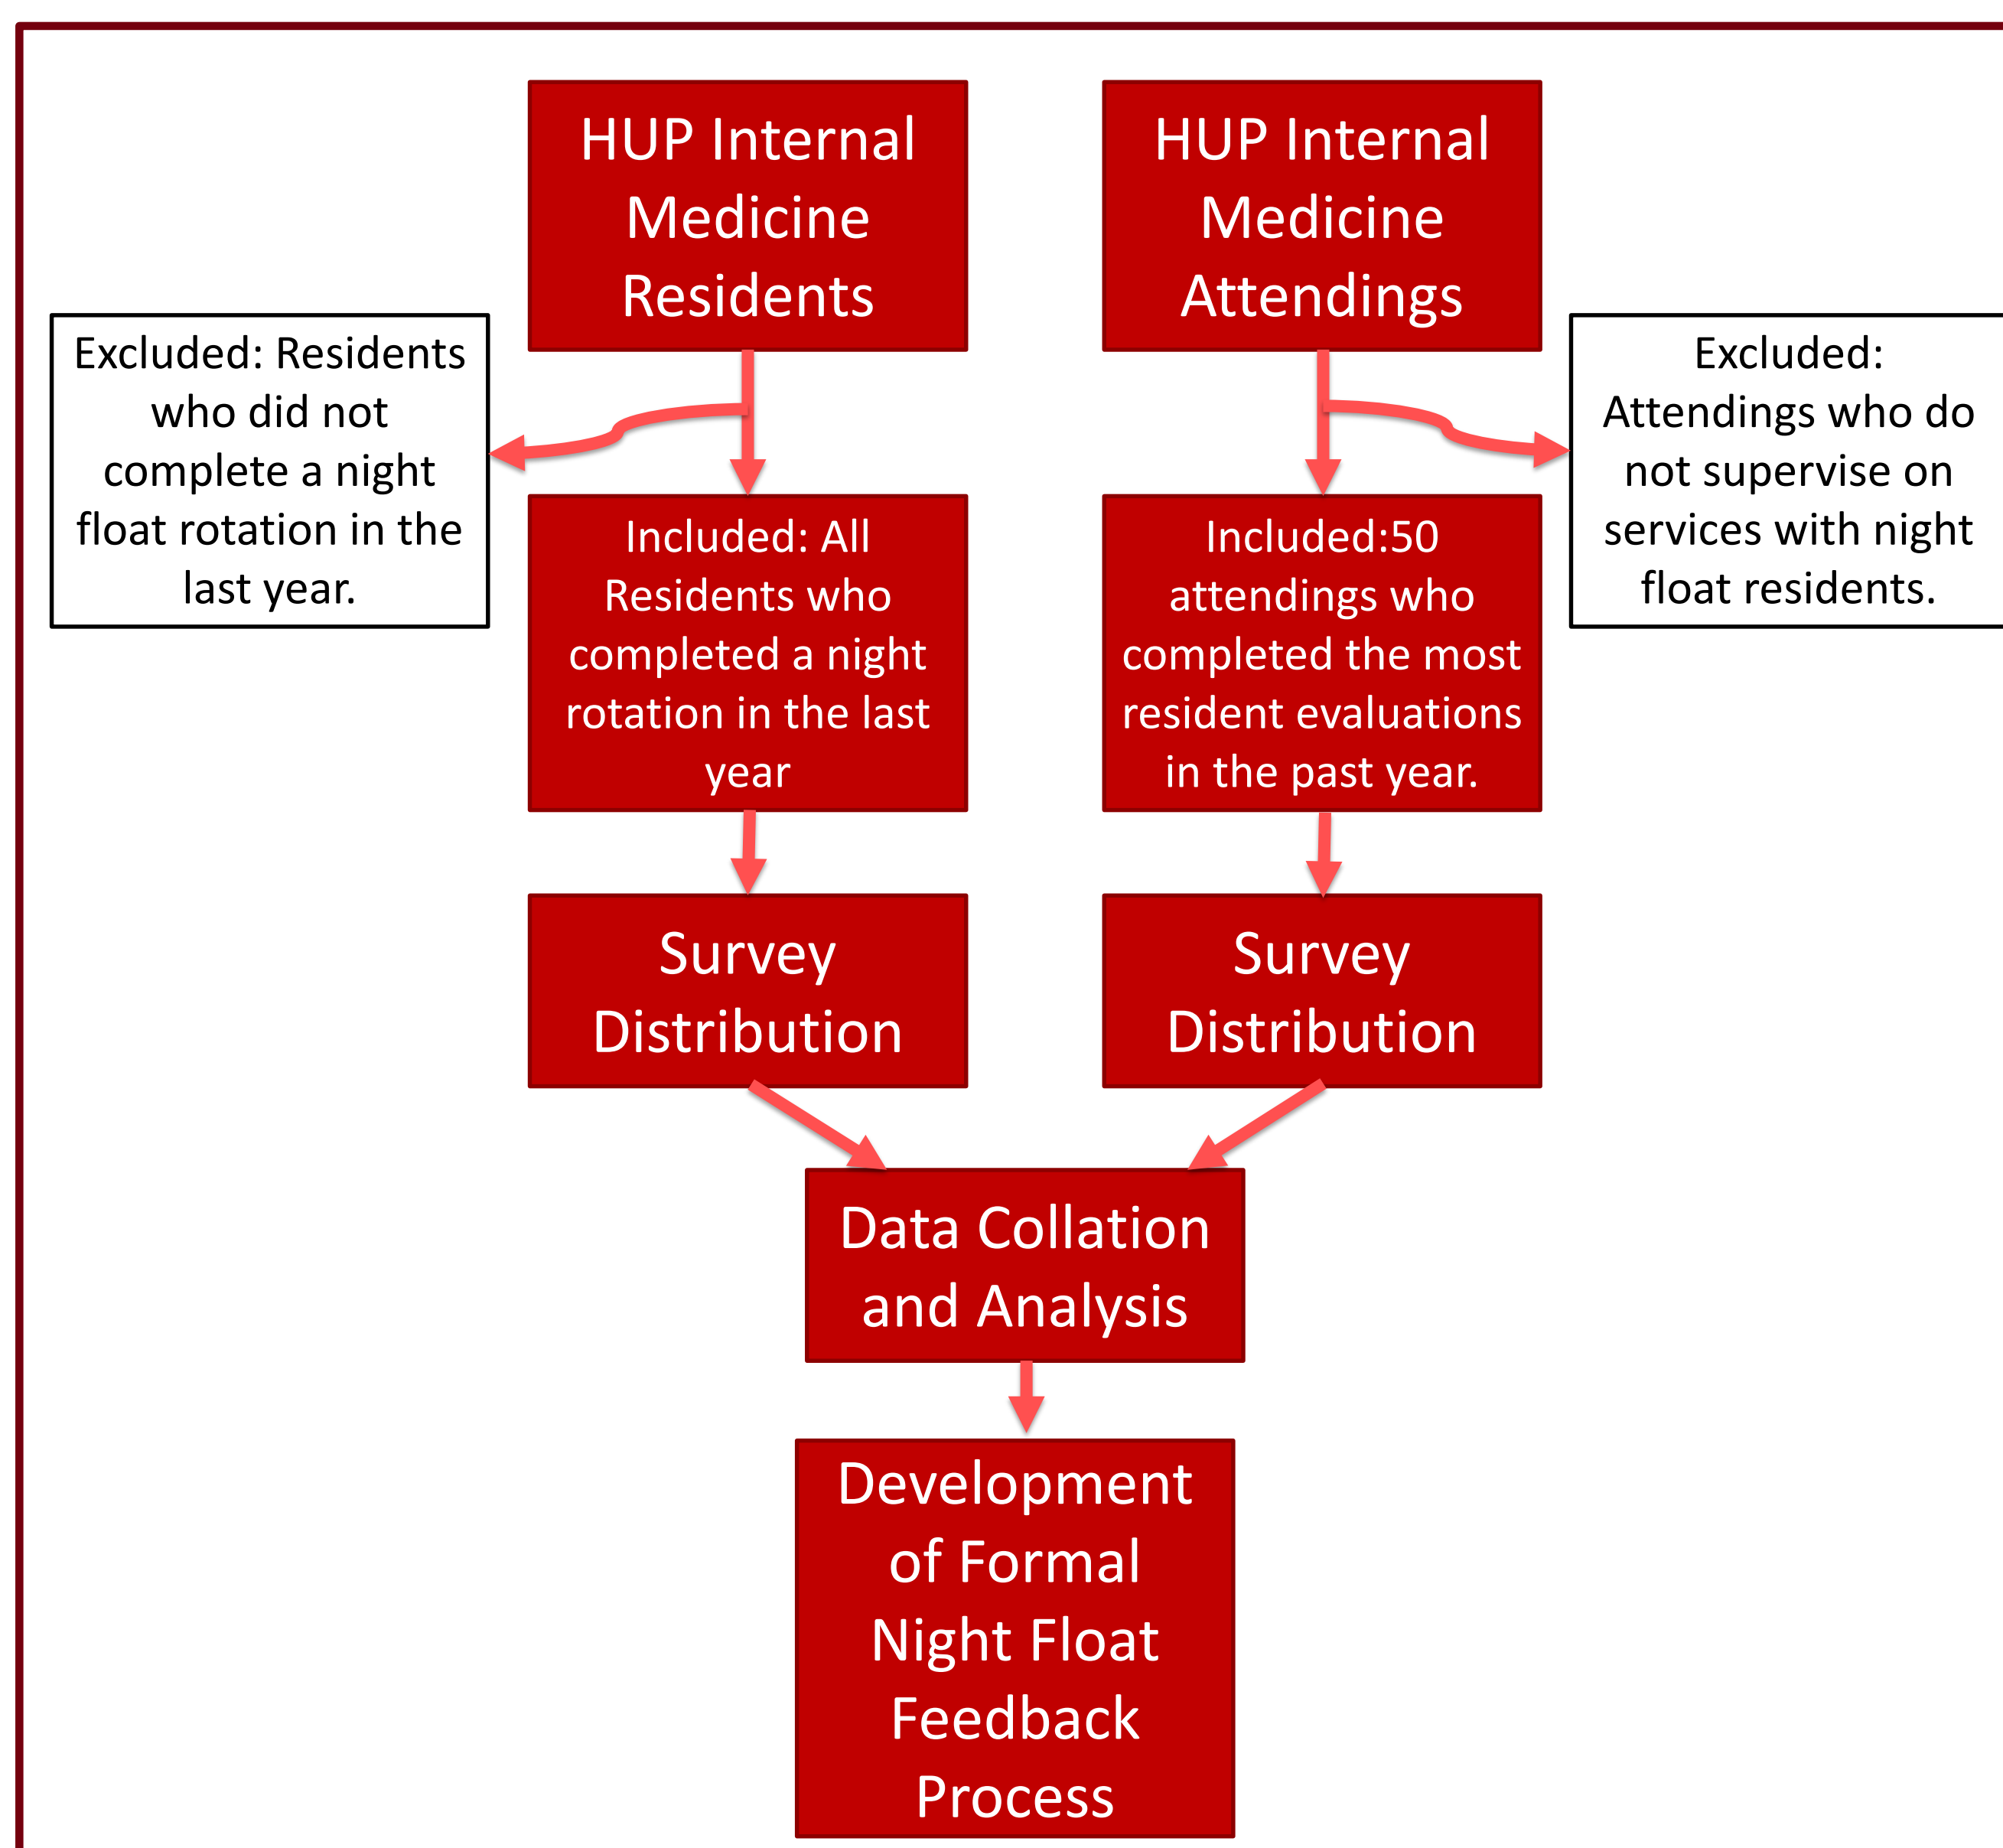 HUP Internal
Medicine
Residents
HUP Internal
Medicine
Attendings
Excluded: Residents
who did not
complete a night
float rotation in the
last year.
Excluded:
Attendings who do
not supervise on
services with night
float residents.
Included: All
Residents who
completed a night
rotation in the last
year
Included:50
attendings who
completed the most
resident evaluations
in the past year.
Survey
Distribution
Survey
Distribution
Data Collation
and Analysis
Development
of Formal
Night Float
Feedback
Process